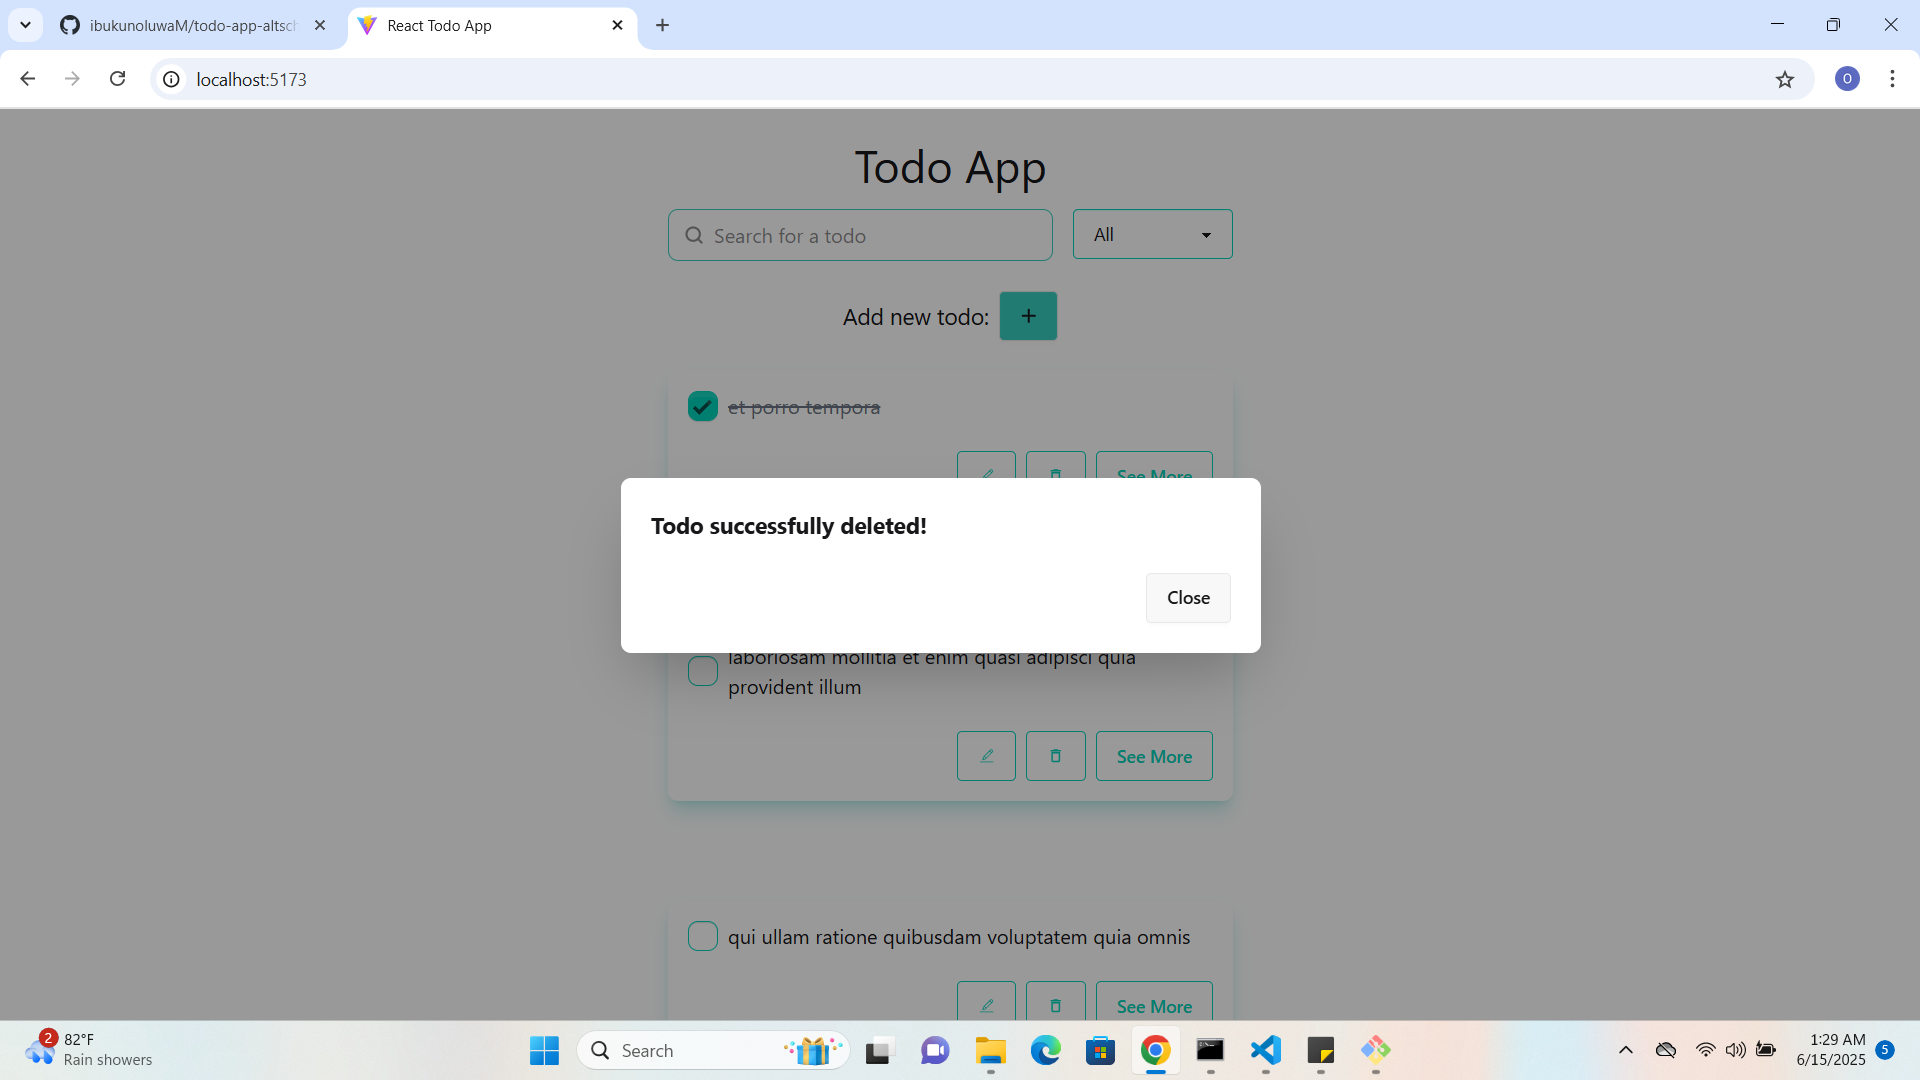 ibukunoluwaM/todo-app-altsch
React Todo App
localhost:5173
O
Todo App
Search for a todo
All
Add new todo:
et porro tempora
See More
Todo successfully deleted!
Close
laboriosam mollitia et enim quasi adipisci quia
provident illum
See More
qui ullam ratione quibusdam voluptatem quia omnis
See More
2
82°F
Rain showers
Search
1:29 AM
6/15/2025
5